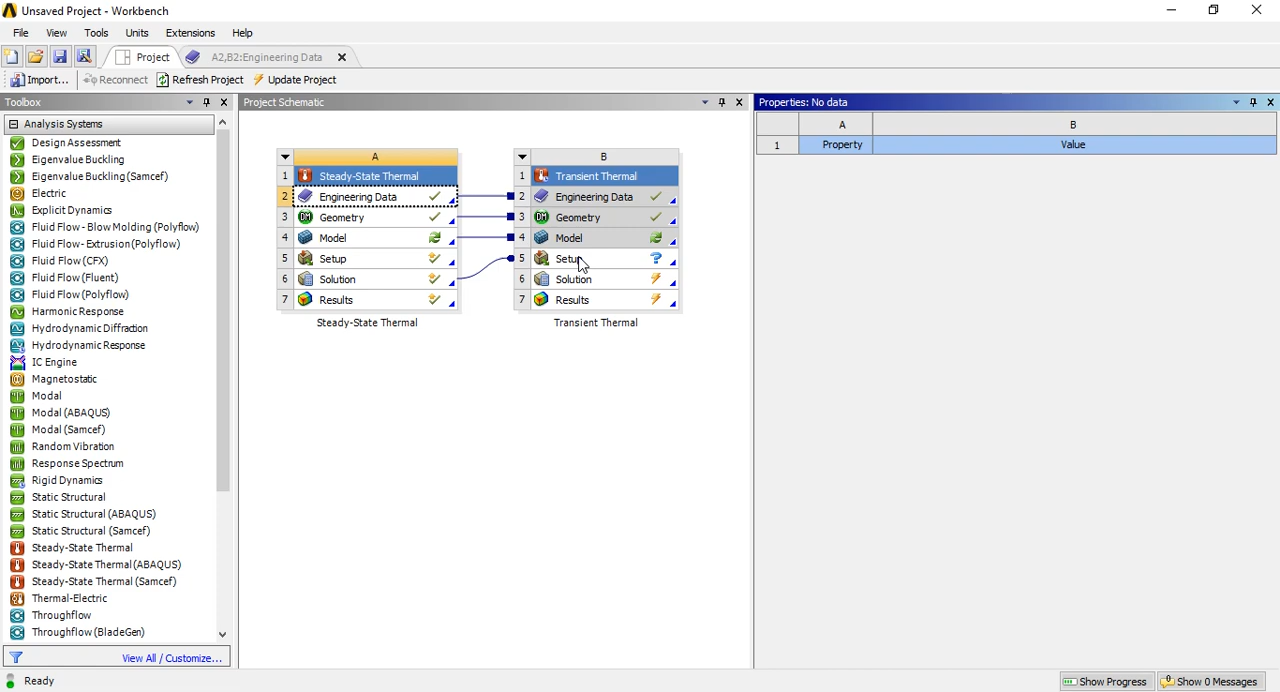 Unsaved Project - Workbench
File View Tools Units Extensions Help
Project A2,B2:Engineering Data
Import... Reconnect Refresh Project Update Project
Toolbox
Analysis Systems
Design Assessment
Eigenvalue Buckling
Eigenvalue Buckling (Samcef)
Electric
Explicit Dynamics
Fluid Flow - Blow Molding (Polyflow)
Fluid Flow - Extrusion (Polyflow)
Fluid Flow (CFX)
Fluid Flow (Fluent)
Fluid Flow (Polyflow)
Harmonic Response
Hydrodynamic Diffraction
Hydrodynamic Response
IC Engine
Magnetostatic
Modal
Modal (ABAQUS)
Modal (Samcef)
Random Vibration
Response Spectrum
Rigid Dynamics
Static Structural
Static Structural (ABAQUS)
Static Structural (Samcef)
Steady-State Thermal
Steady-State Thermal (ABAQUS)
Steady-State Thermal (Samcef)
Thermal-Electric
Throughflow
Throughflow (BladeGen)
View All / Customize...
Project Schematic
A
1 Steady-State Thermal
2 Engineering Data
3 Geometry
4 Model
5 Setup
6 Solution
7 Results
Steady-State Thermal
B
1 Transient Thermal
2 Engineering Data
3 Geometry
4 Model
5 Setup ?
6 Solution
7 Results
Transient Thermal
Properties: No data
A B
1 Property Value
Ready
Show Progress Show 0 Messages